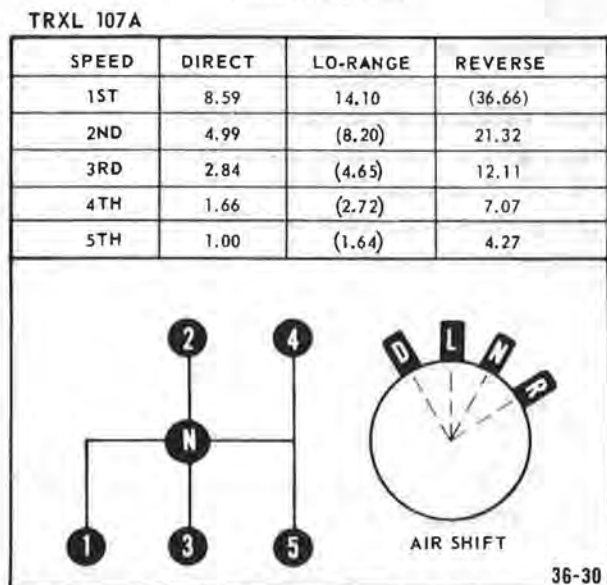 TRXL 107A
SPEED DIRECT LO-RANGE REVERSE
1ST 8.59 14.10 (36.66)
2ND 4.99 (8.20) 21.32
3RD 2.84 (4.65) 12.11
4TH 1.66 (2.72) 7.07
5TH 1.00 (1.64) 4.27
2 4
D L N R
N
1 3 5
AIR SHIFT
36-30